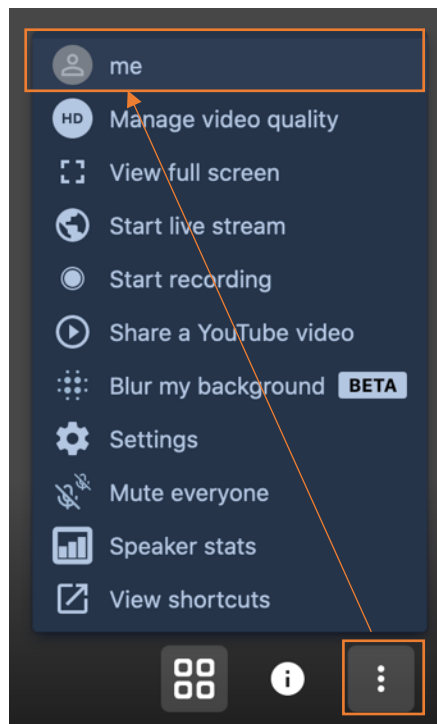 me
HD Manage video quality
View full screen
Start live stream
Start recording
Share a YouTube video
Blur my background BETA
Settings
Mute everyone
Speaker stats
View shortcuts